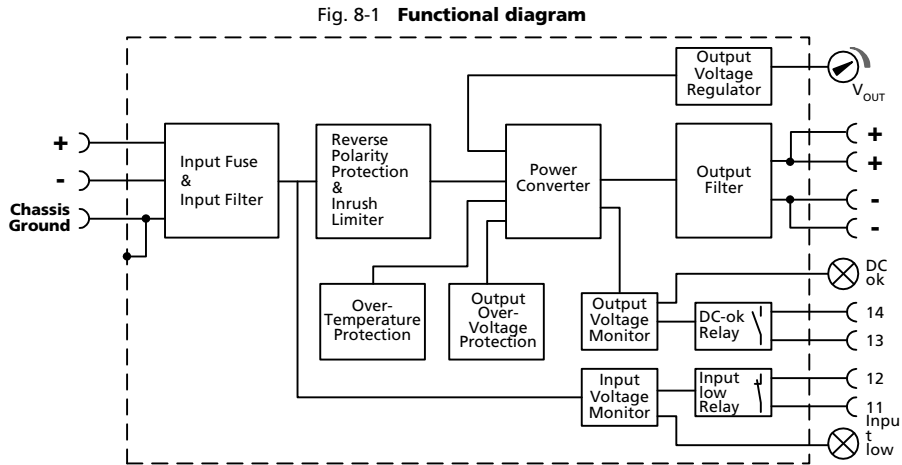 Fig. 8-1 Functional diagram
Output
Voltage
Regulator
VOUT
+
-
Chassis
Ground
Input Fuse
&
Input Filter
Reverse
Polarity
Protection
&
Inrush
Limiter
Power
Converter
Output
Filter
+
+
-
-
Over-
Temperature
Protection
Output
Over-
Voltage
Protection
Output
Voltage
Monitor
DC-ok
Relay
DC
ok
14
13
Input
Voltage
Monitor
Input
low
Relay
12
11
Inpu
t
low